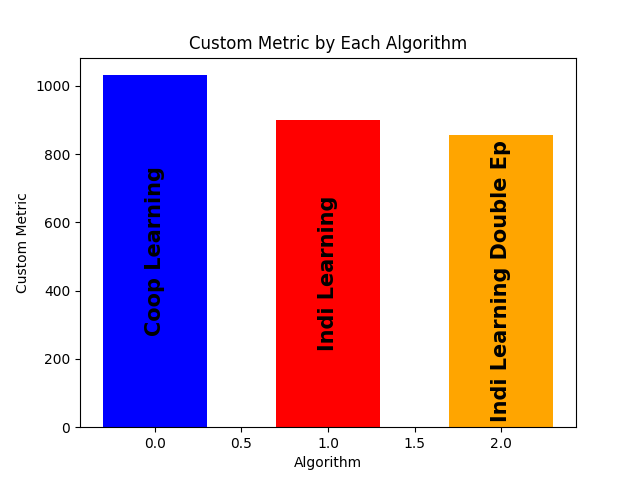 Custom Metric by Each Algorithm
1000
800
600
400
200
0
Custom Metric
Coop Learning
Indi Learning
Indi Learning Double Ep
0.0 0.5 1.0 1.5 2.0
Algorithm